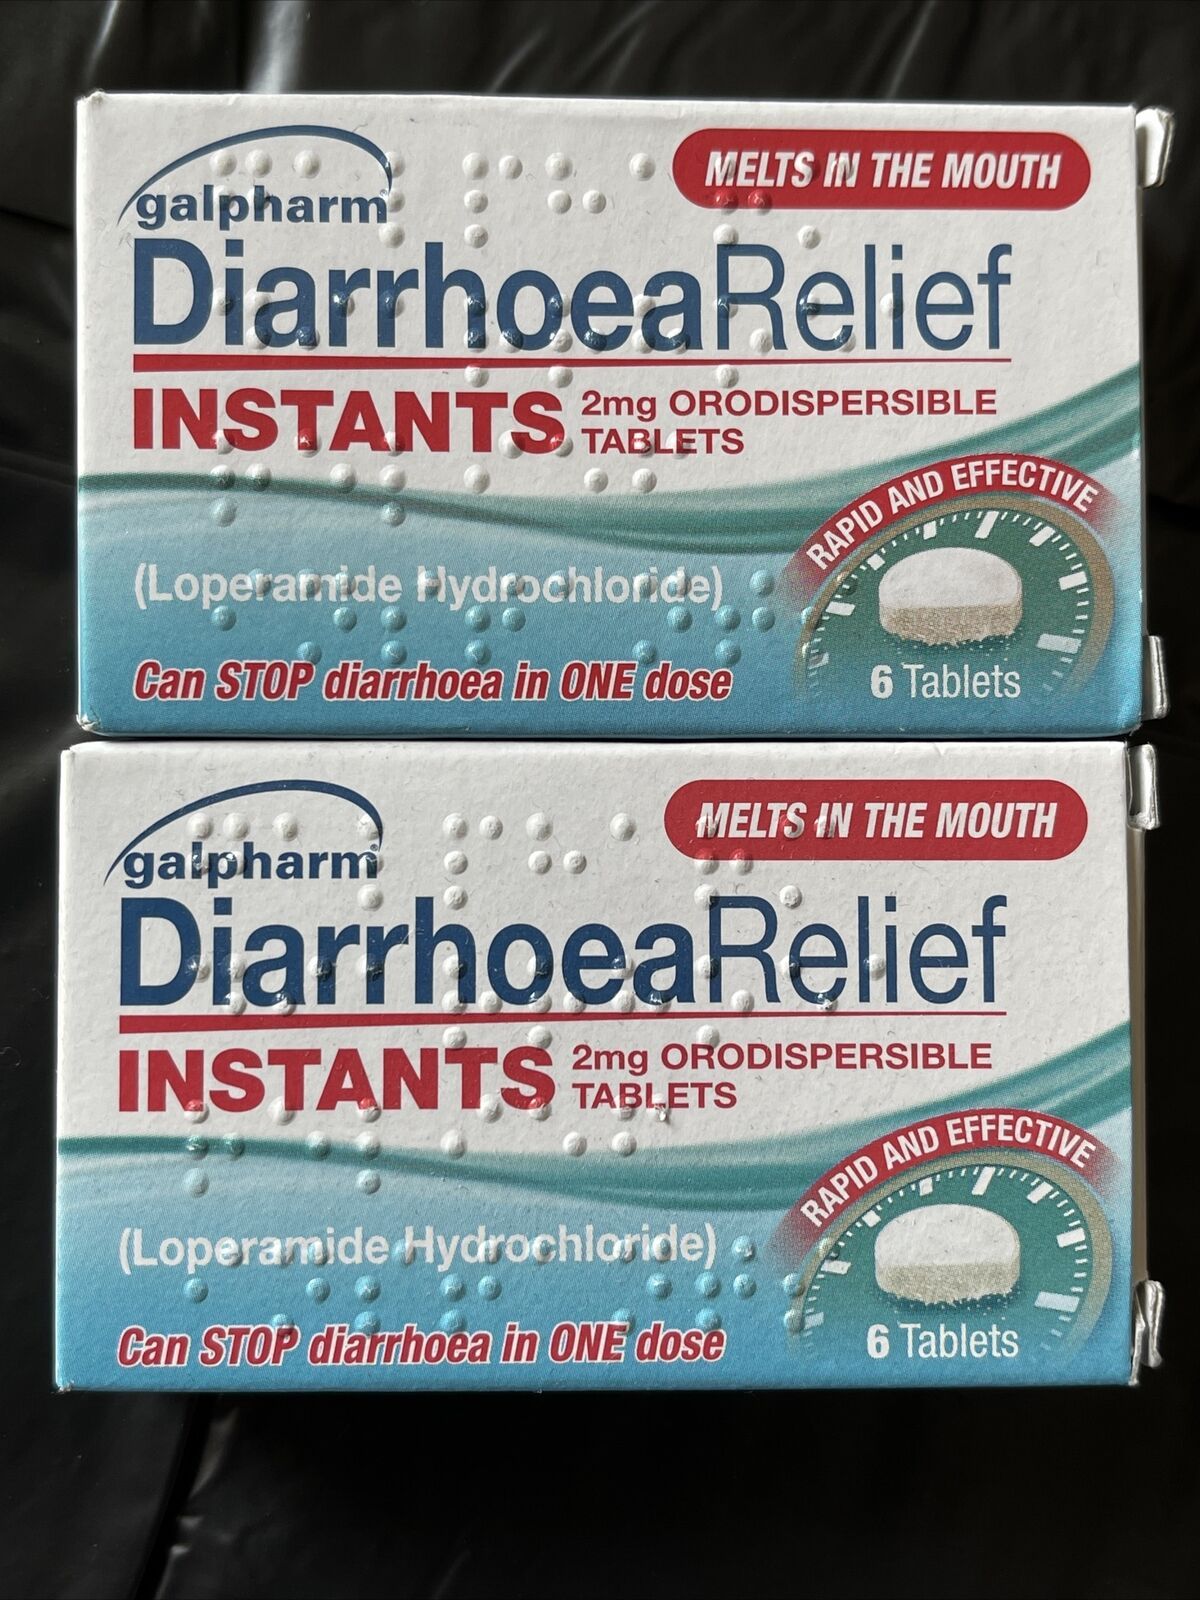 galpharm
MELTS IN THE MOUTH
DiarrhoeaRelief
INSTANTS 2mg ORODISPERSIBLE
TABLETS
RAPID AND EFFECTIVE
(Loperamide Hydrochloride)
Can STOP diarrhoea in ONE dose
6 Tablets
galpharm
MELTS IN THE MOUTH
DiarrhoeaRelief
INSTANTS 2mg ORODISPERSIBLE
TABLETS
RAPID AND EFFECTIVE
(Loperamide Hydrochloride)
Can STOP diarrhoea in ONE dose
6 Tablets